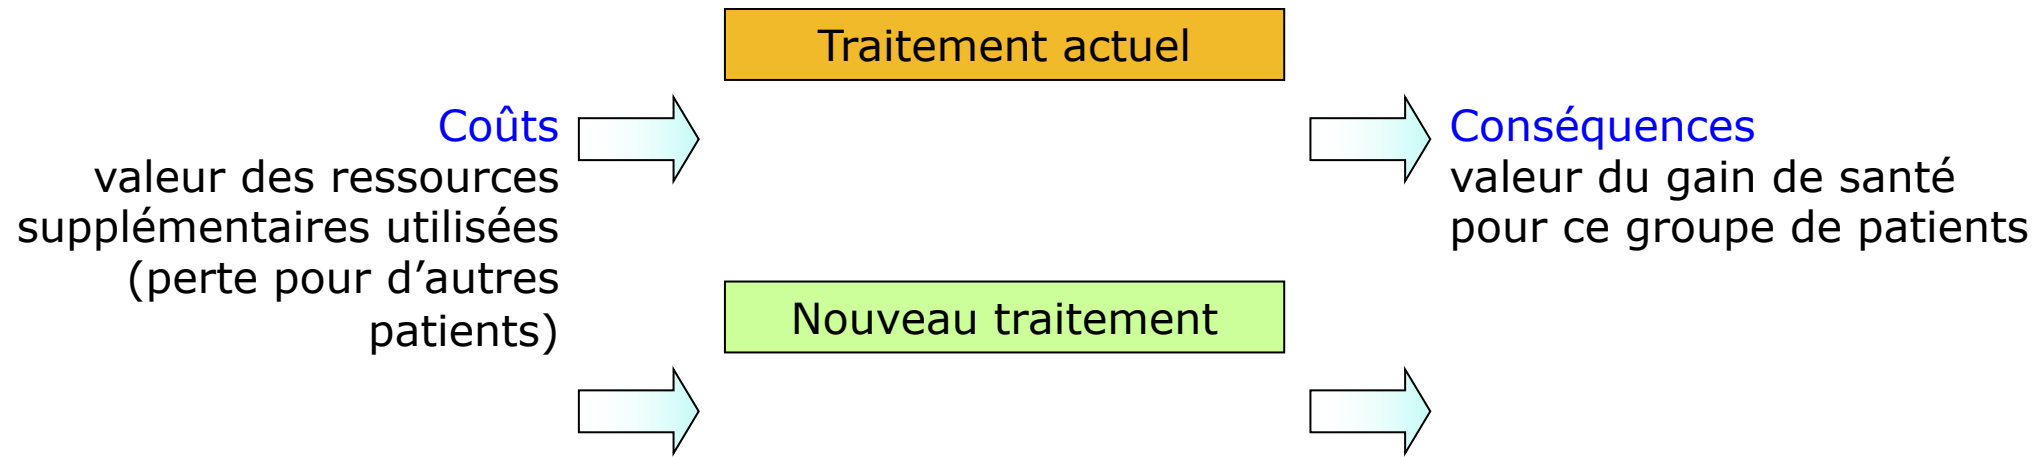 Traitement actuel
Coûts
valeur des ressources
supplémentaires utilisées
(perte pour d’autres
patients)
Conséquences
valeur du gain de santé
pour ce groupe de patients
Nouveau traitement